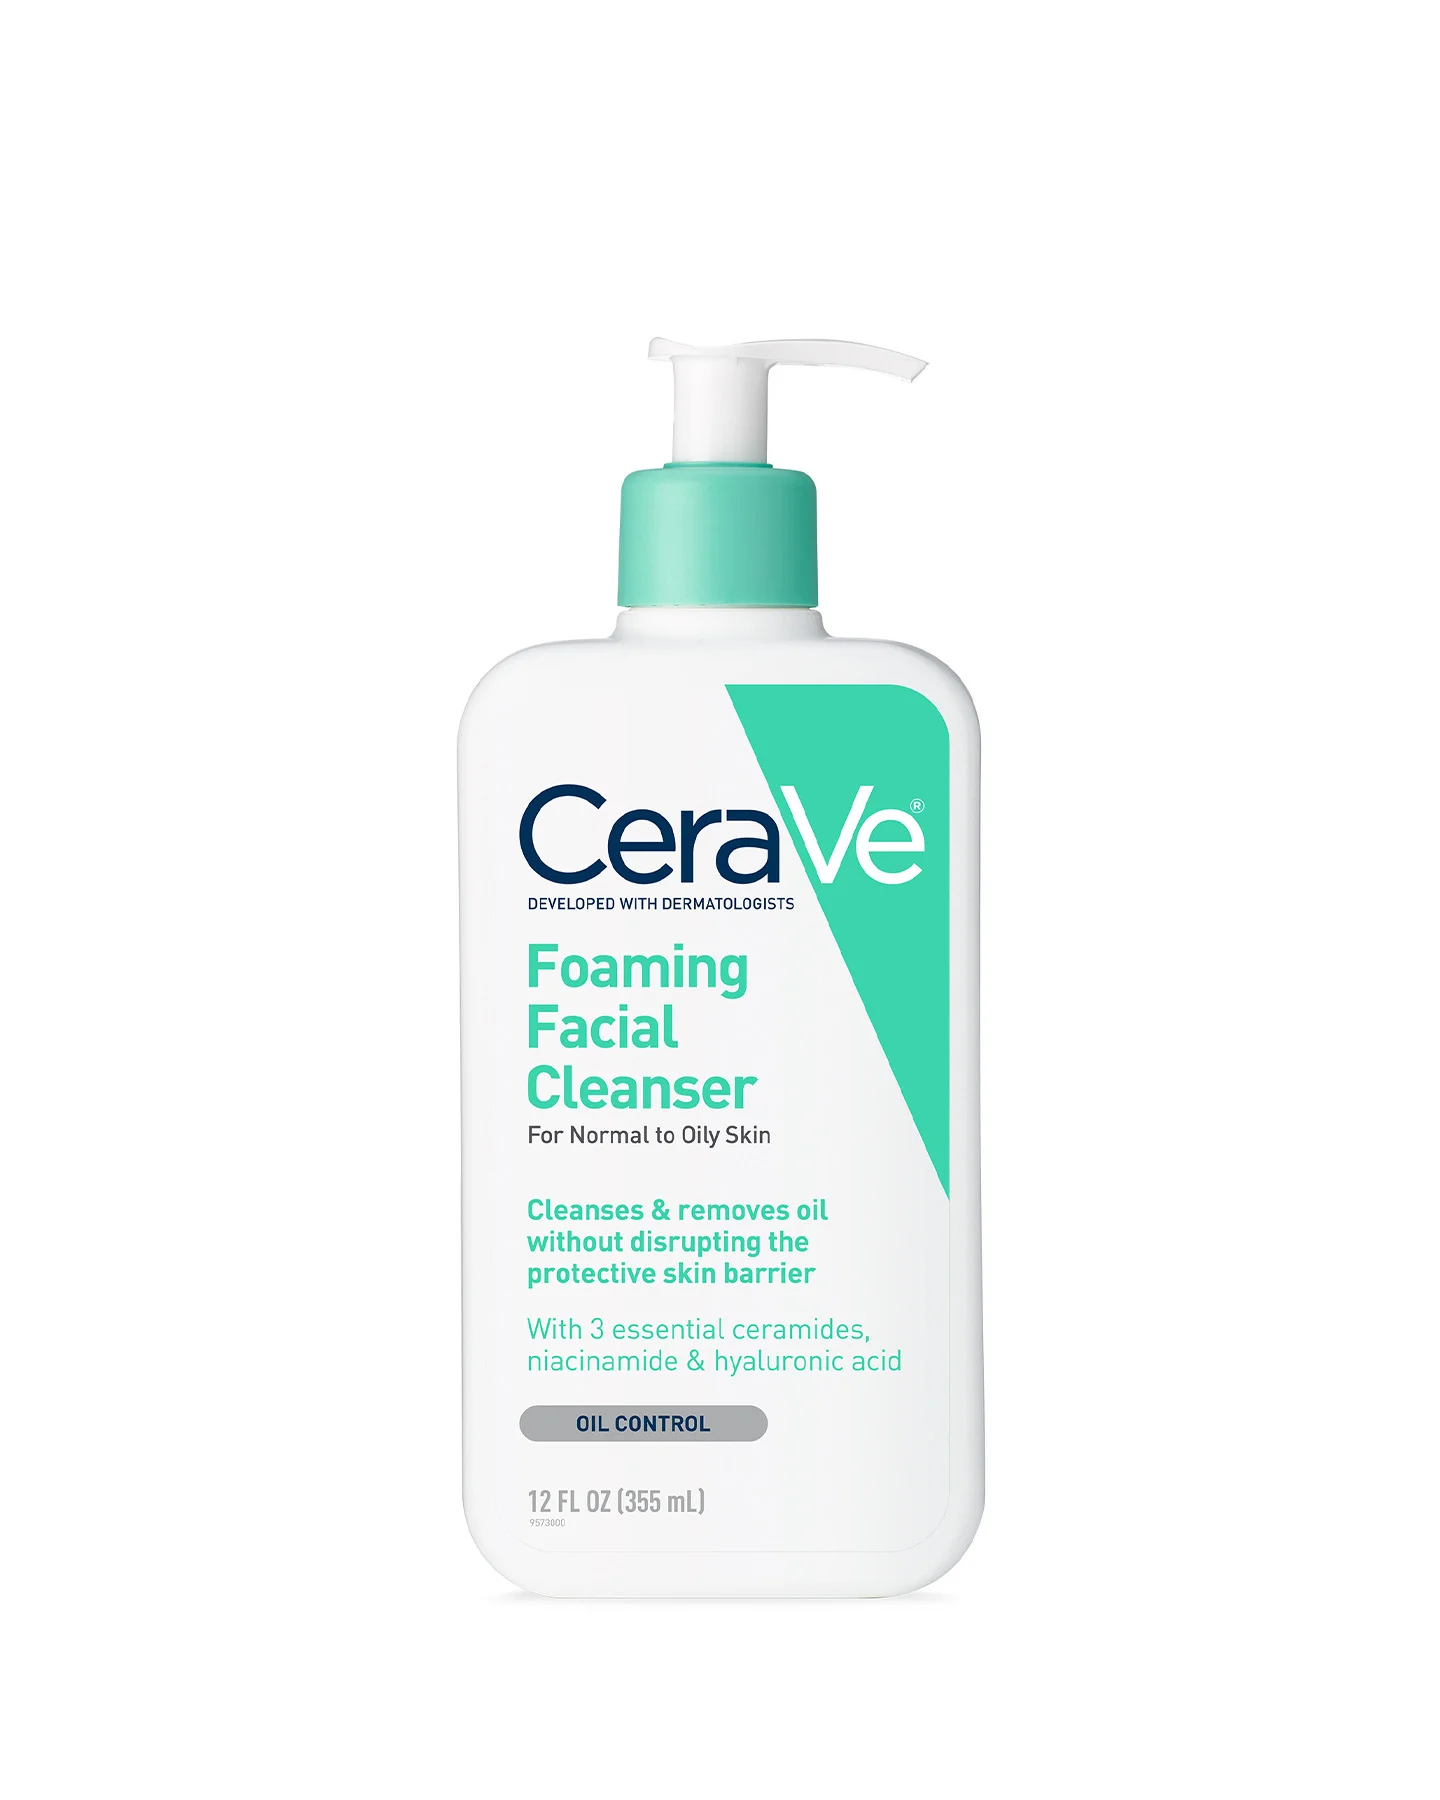 CeraVe®
DEVELOPED WITH DERMATOLOGISTS
Foaming
Facial
Cleanser
For Normal to Oily Skin
Cleanses & removes oil
without disrupting the
protective skin barrier
With 3 essential ceramides,
niacinamide & hyaluronic acid
OIL CONTROL
12 FL OZ (355 mL)
9573000